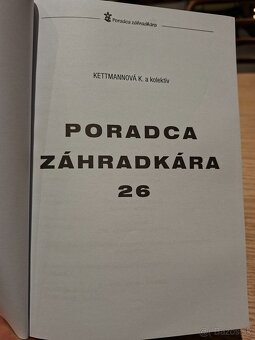 Poradca záhradkára
KETTMANNOVÁ K. a kolektív
PORADCA
ZÁHRADKÁRA
26